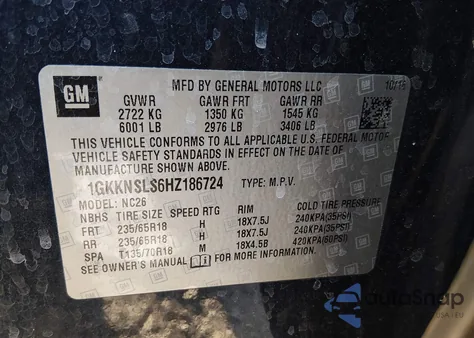 GM
MFD BY GENERAL MOTORS LLC 10/16
GVWR GAWR FRT GAWR RR
2722 KG 1350 KG 1545 KG
6001 LB 2976 LB 3406 LB
THIS VEHICLE CONFORMS TO ALL APPLICABLE U.S. FEDERAL MOTOR
VEHICLE SAFETY STANDARDS IN EFFECT ON THE DATE OF
MANUFACTURE SHOWN ABOVE.
1GKKNSLS6HZ186724 TYPE: M.P.V.
MODEL: NC26
NBHS TIRE SIZE SPEED RTG RIM COLD TIRE PRESSURE
FRT 235/65R18 H 18X7.5J 240KPA(35PSI)
RR 235/65R18 H 18X7.5J 240KPA(35PSI)
SPA T135/70R18 M 18X4.5B 420KPA(60PSI)
SEE OWNER'S MANUAL FOR MORE INFORMATION
AutoSnap